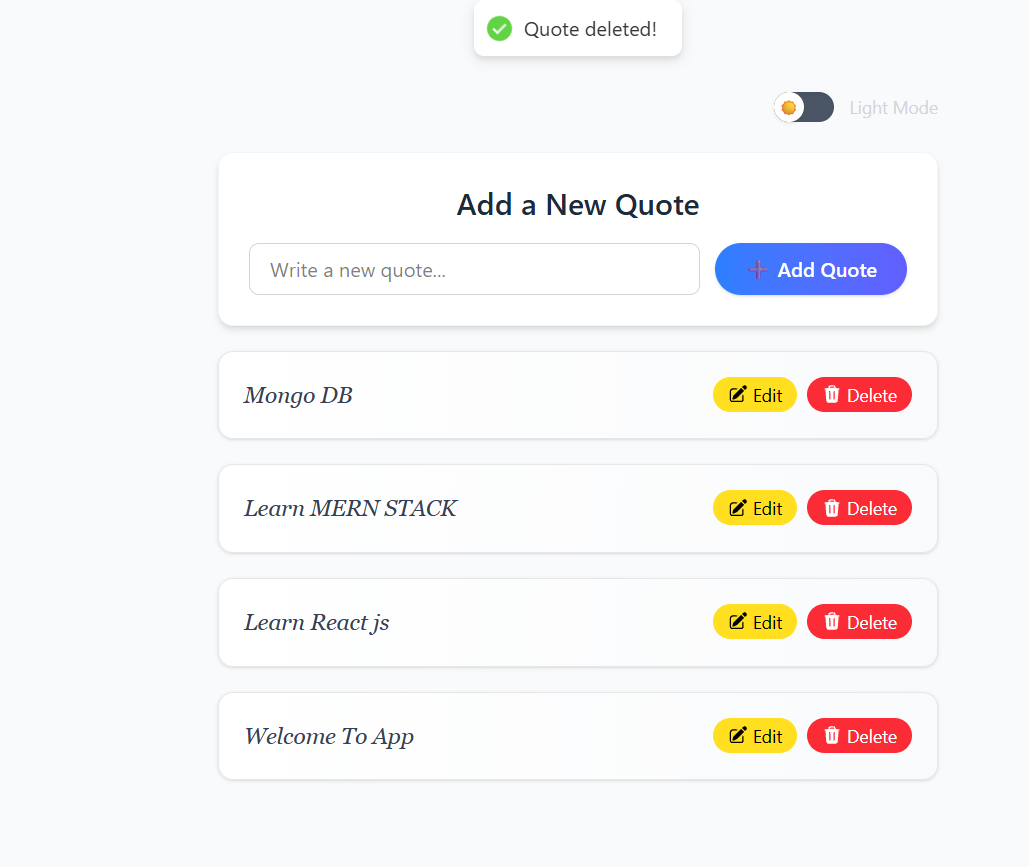 Quote deleted!
Light Mode
Add a New Quote
Write a new quote...
Add Quote
Mongo DB
Edit
Delete
Learn MERN STACK
Edit
Delete
Learn React js
Edit
Delete
Welcome To App
Edit
Delete